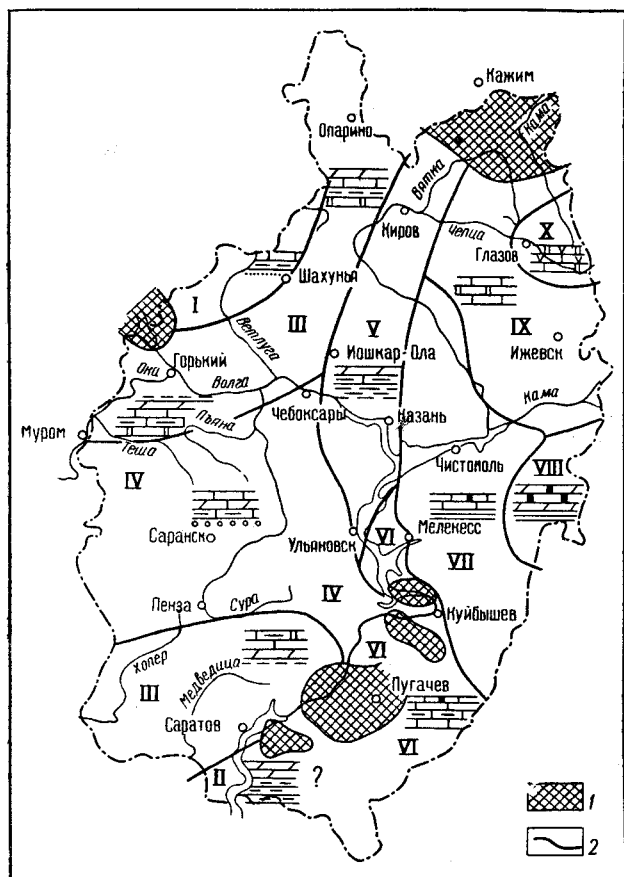 Кажим
Опарино
Кама
Вятка
Киров
Чепца
X
Глазов
Шахунья
I
III
V
IX
Ветлуга
Ижевск
Йошкар-Ола
Горький
Ока
Волга
Кама
Чебоксары
Казань
Пьяна
Муром
Теша
Чистополь
VIII
IV
Саранск
Ульяновск
VI
Мелекесс
VII
Пенза
Сура
IV
Куйбышев
Хопер
VI
III
Медведица
Пугачев
Саратов
VI
II
?
1
2